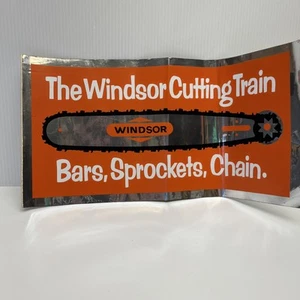 The Windsor Cutting Train
WINDSOR
Bars, Sprockets, Chain.